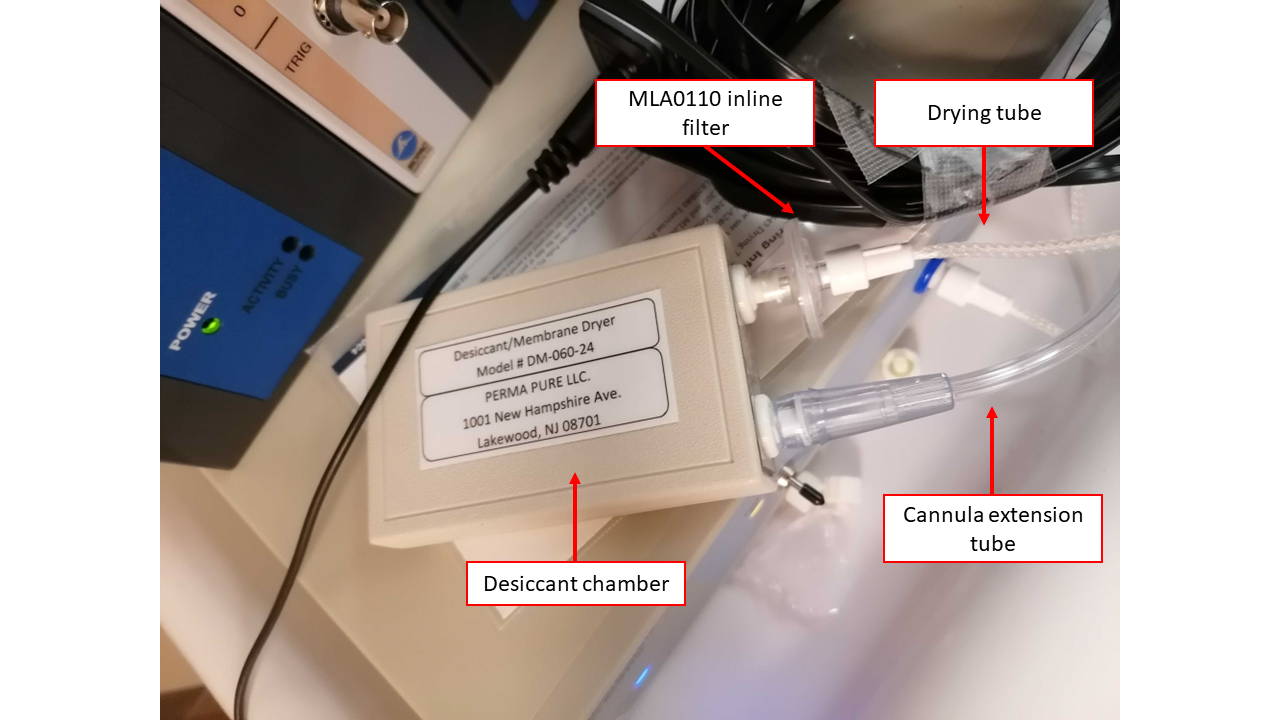 0
TRIG
MLA0110 inline
filter
Drying tube
ACTIVITY
BUSY
POWER
Desiccant/Membrane Dryer
Model # DM-060-24
PERMA PURE LLC.
1001 New Hampshire Ave.
Lakewood, NJ 08701
Cannula extension
tube
Desiccant chamber